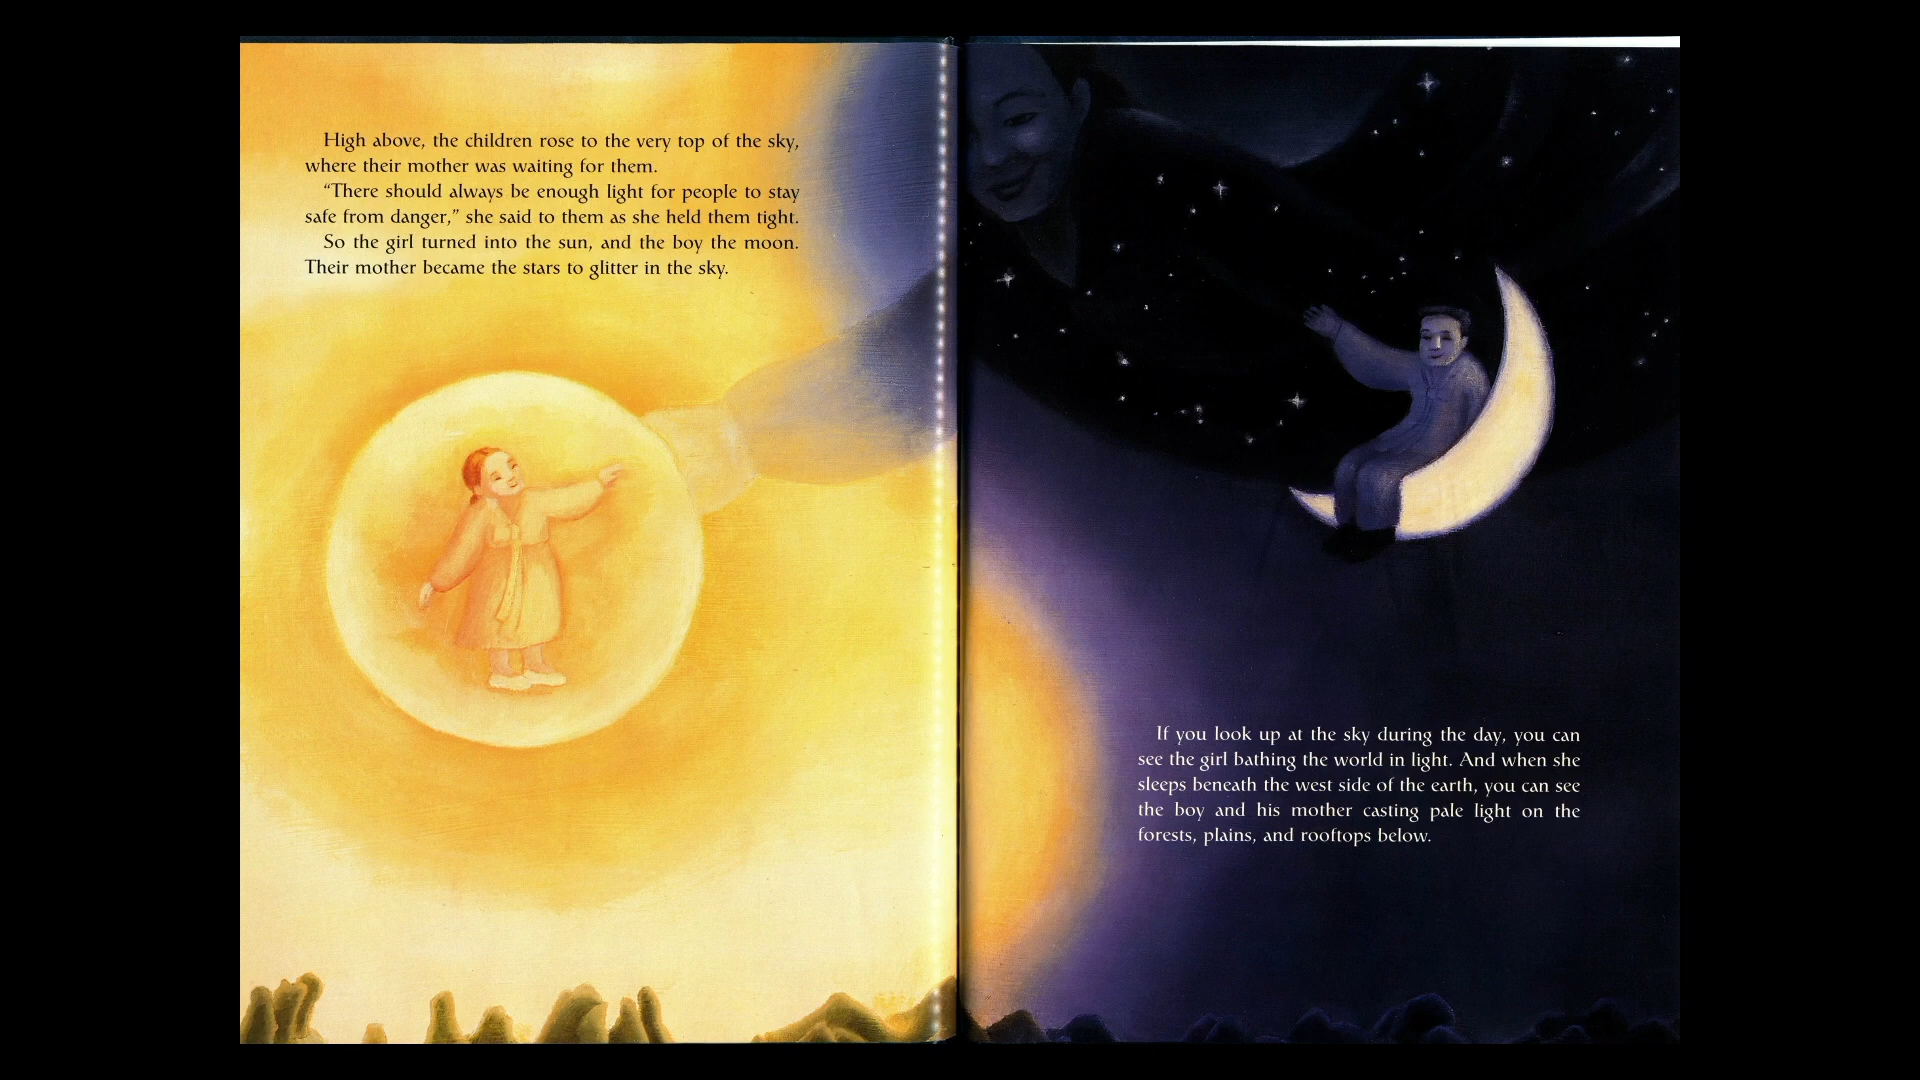 High above, the children rose to the very top of the sky,
where their mother was waiting for them.
“There should always be enough light for people to stay
safe from danger,” she said to them as she held them tight.
So the girl turned into the sun, and the boy the moon.
Their mother became the stars to glitter in the sky.
If you look up at the sky during the day, you can
see the girl bathing the world in light. And when she
sleeps beneath the west side of the earth, you can see
the boy and his mother casting pale light on the
forests, plains, and rooftops below.